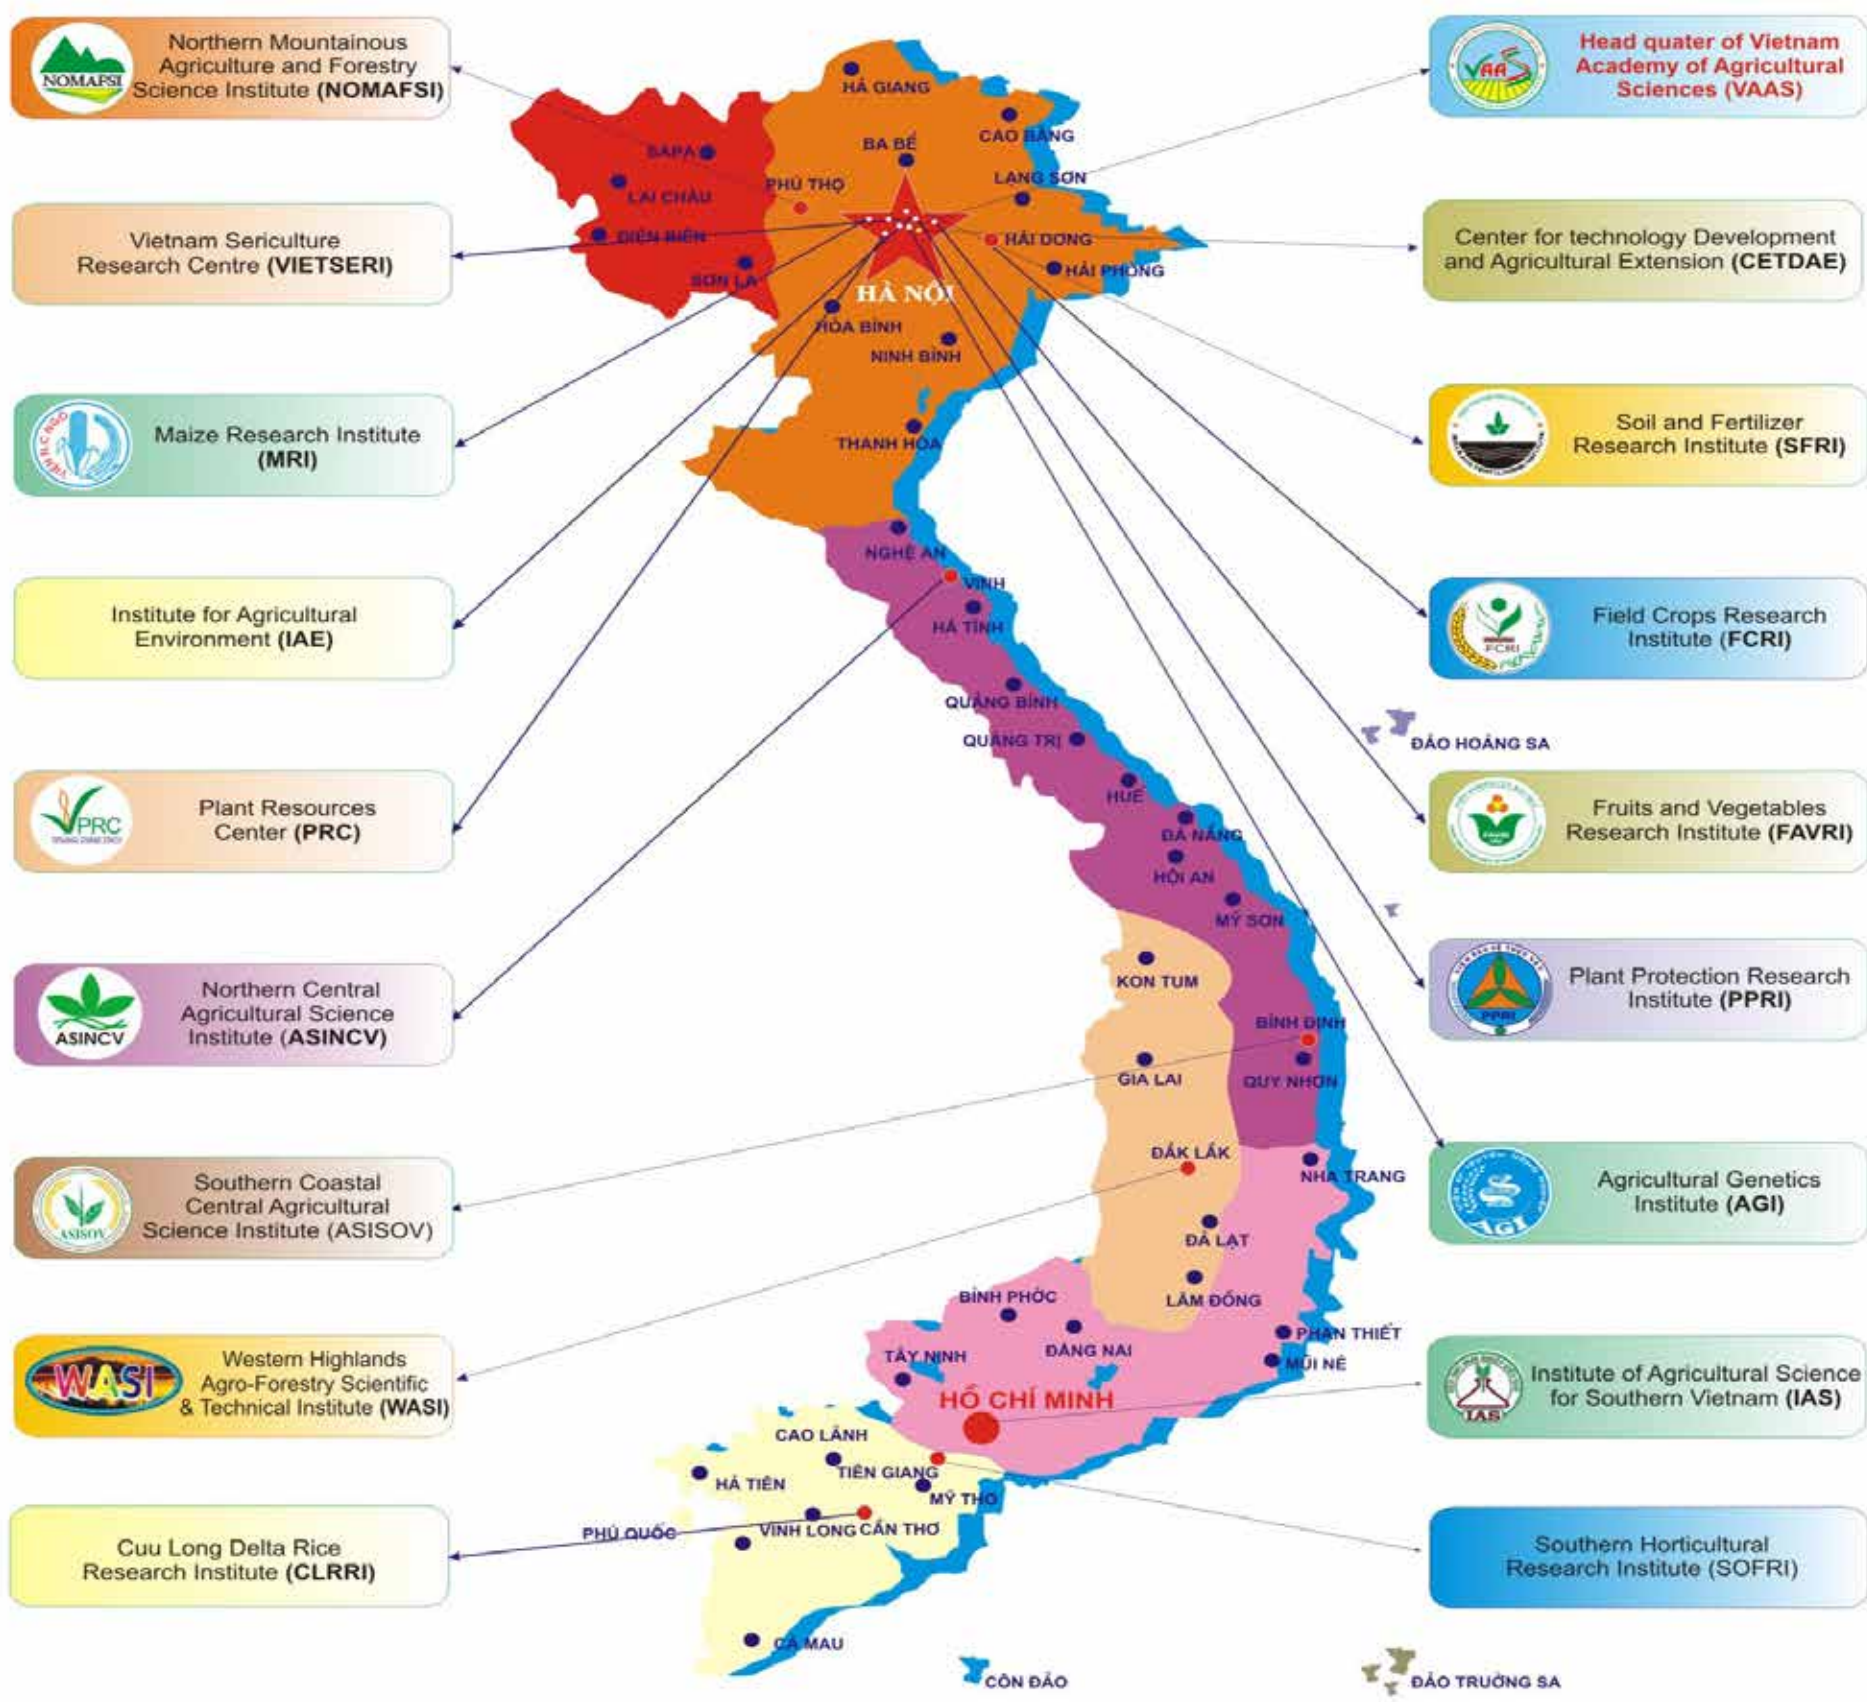 Northern Mountainous
Agriculture and Forestry
Science Institute (NOMAFSI)
NOMAFSI
Vietnam Sericulture
Research Centre (VIETSERI)
VIỆN N.C NGÔ
Maize Research Institute
(MRI)
Institute for Agricultural
Environment (IAE)
PRC
Plant Resources
Center (PRC)
ASINCV
Northern Central
Agricultural Science
Institute (ASINCV)
ASISOV
Southern Coastal
Central Agricultural
Science Institute (ASISOV)
WASI
Western Highlands
Agro-Forestry Scientific
& Technical Institute (WASI)
Cuu Long Delta Rice
Research Institute (CLRRI)
HÀ GIANG
CAO BẰNG
BA BỂ
SAPA
LAI CHÂU
PHÚ THỌ
LẠNG SƠN
ĐIỆN BIÊN
HẢI DƠNG
SƠN LA
HẢI PHÒNG
HÀ NỘI
HÒA BÌNH
NINH BÌNH
THANH HÓA
NGHỆ AN
VINH
HÀ TĨNH
QUẢNG BÌNH
QUẢNG TRỊ
HUẾ
ĐÀ NẴNG
HỘI AN
MỸ SƠN
KON TUM
BÌNH ĐỊNH
GIA LAI
QUY NHƠN
ĐẮK LẮK
NHA TRANG
ĐÀ LẠT
LÂM ĐỒNG
BÌNH PHỚC
PHAN THIẾT
TÂY NINH
ĐÀNG NAI
MŨI NÉ
HỒ CHÍ MINH
CAO LÃNH
TIỀN GIANG
HÀ TIÊN
MỸ THO
PHÚ QUỐC
VINH LONG
CẦN THƠ
CÀ MAU
CÔN ĐẢO
ĐẢO HOÀNG SA
ĐẢO TRƯỜNG SA
VAAS
Head quater of Vietnam
Academy of Agricultural
Sciences (VAAS)
Center for technology Development
and Agricultural Extension (CETDAE)
Soil and Fertilizer
Research Institute (SFRI)
FCRI
Field Crops Research
Institute (FCRI)
FAVRI
Fruits and Vegetables
Research Institute (FAVRI)
PPRI
Plant Protection Research
Institute (PPRI)
AGI
Agricultural Genetics
Institute (AGI)
IAS
Institute of Agricultural Science
for Southern Vietnam (IAS)
Southern Horticultural
Research Institute (SOFRI)